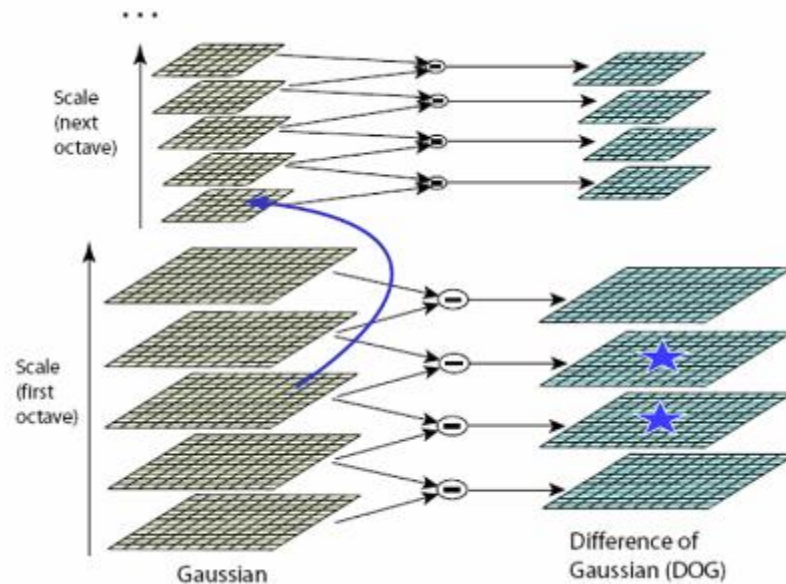 ...
Scale
(next
octave)
Scale
(first
octave)
Gaussian
Difference of
Gaussian (DOG)